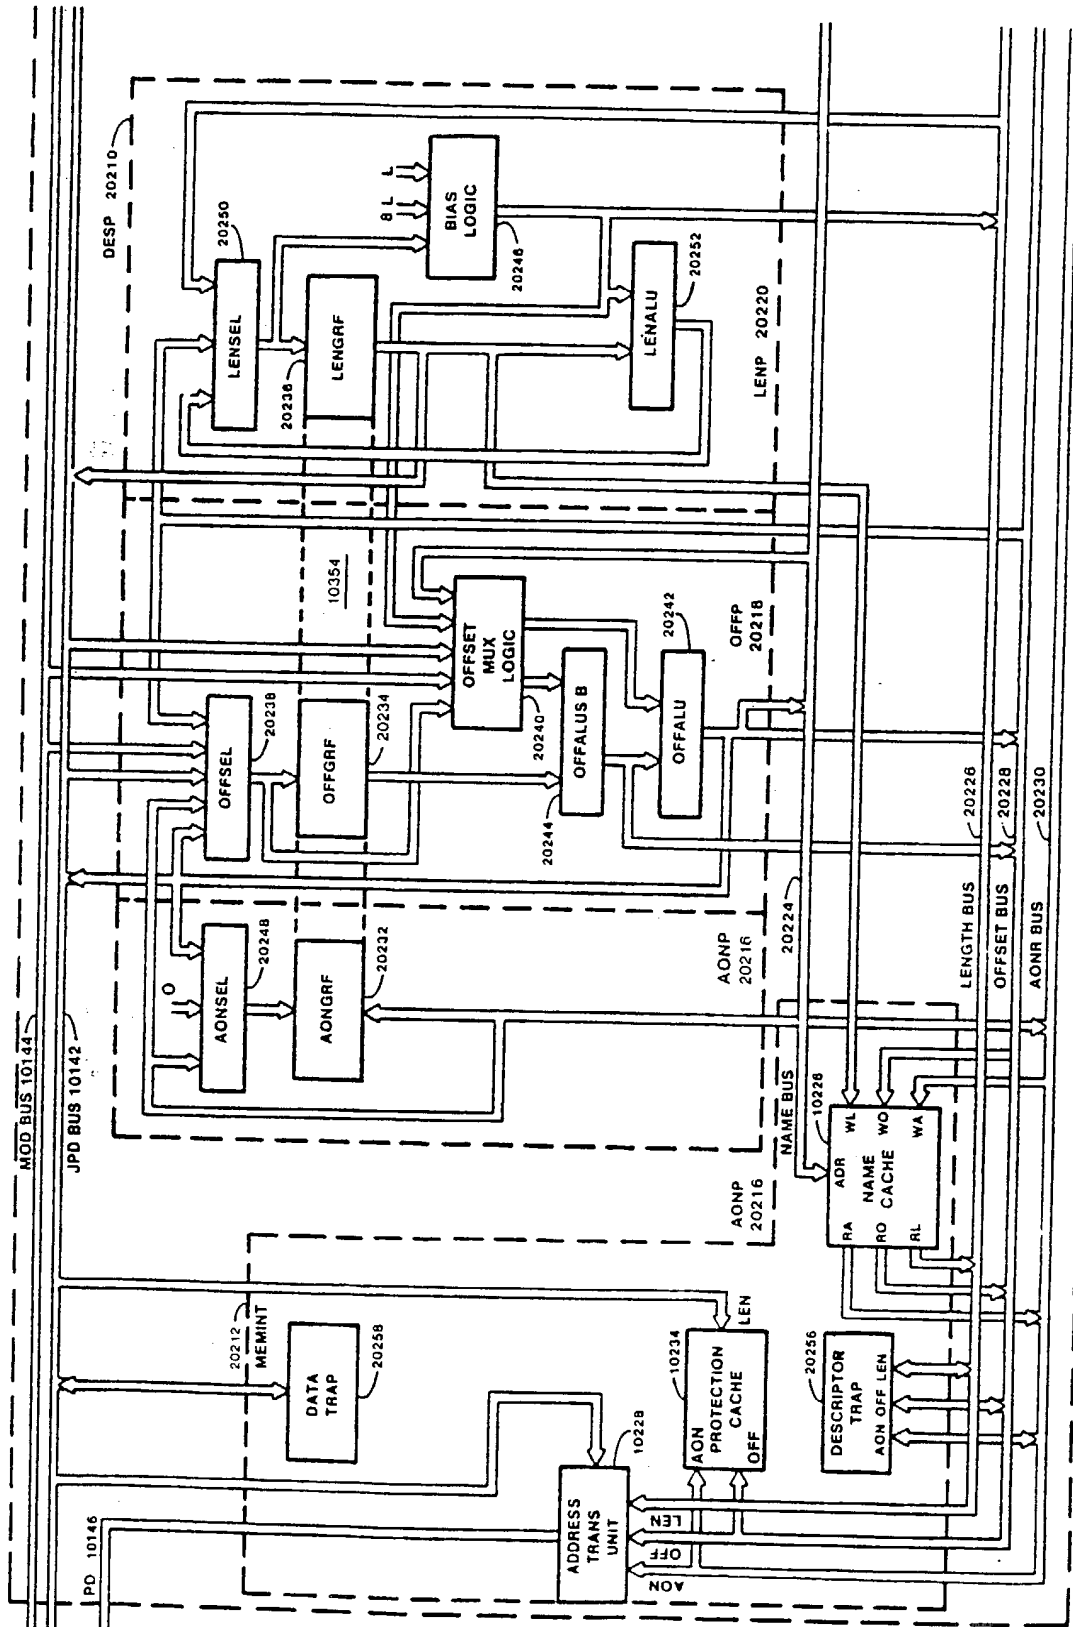 MOD BUS 10144
JPD BUS 10142
PD 10146
DESP 20210
20250
LENSEL
20236
LENGRF
8 L
L
BIAS
LOGIC
20246
LENALU
20252
LENP 20220
10354
OFFSEL
20238
OFFGRF
20234
OFFSET
MUX
LOGIC
20240
OFFALUS B
20244
OFFALU
20242
OFFP
20218
O
AONSEL
20248
AONGRF
20232
AONP
20216
AONP
20216
20224
NAME BUS
LENGTH BUS
20226
OFFSET BUS
20228
AONR BUS
20230
10226
ADR
WL
WO
WA
NAME
CACHE
RA
RO
RL
20212
MEMINT
DATA
TRAP
20258
10228
ADDRESS
TRANS
UNIT
AON
OFF
LEN
10234
LEN
AON
PROTECTION
CACHE
OFF
20256
DESCRIPTOR
TRAP
AON OFF LEN